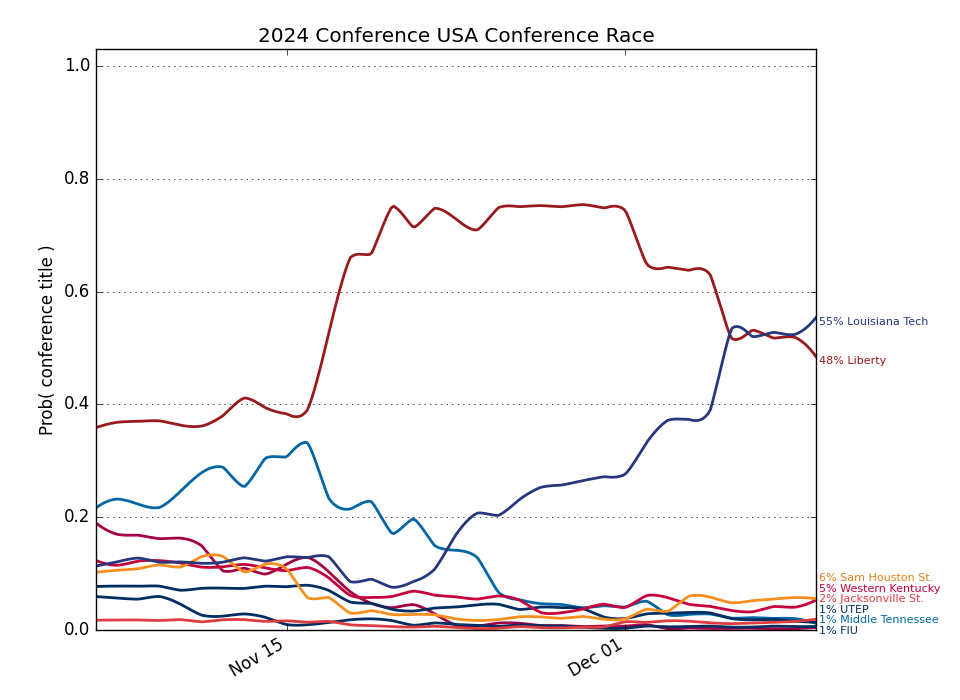 2024 Conference USA Conference Race
1.0
0.8
0.6
0.4
0.2
0.0
Prob( conference title )
Nov 15
Dec 01
55% Louisiana Tech
48% Liberty
6% Sam Houston St.
5% Western Kentucky
2% Jacksonville St.
1% UTEP
1% Middle Tennessee
1% FIU